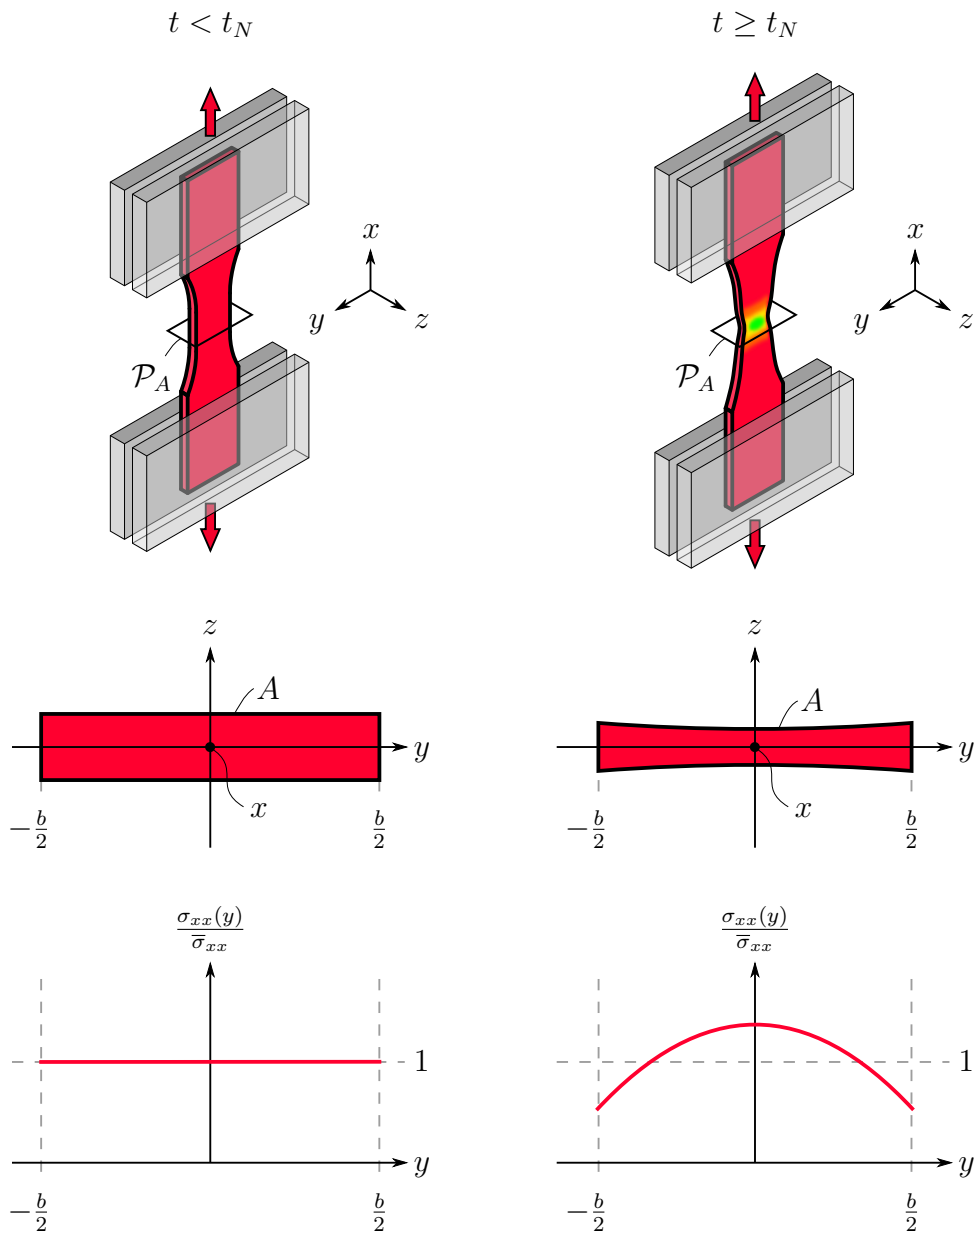 t < t_N
t ≥ t_N
x
y
z
𝒫_A
x
y
z
𝒫_A
z
A
y
x
−b/2
b/2
z
A
y
x
−b/2
b/2
σ_xx(y)/σ̅_xx
1
y
−b/2
b/2
σ_xx(y)/σ̅_xx
1
y
−b/2
b/2